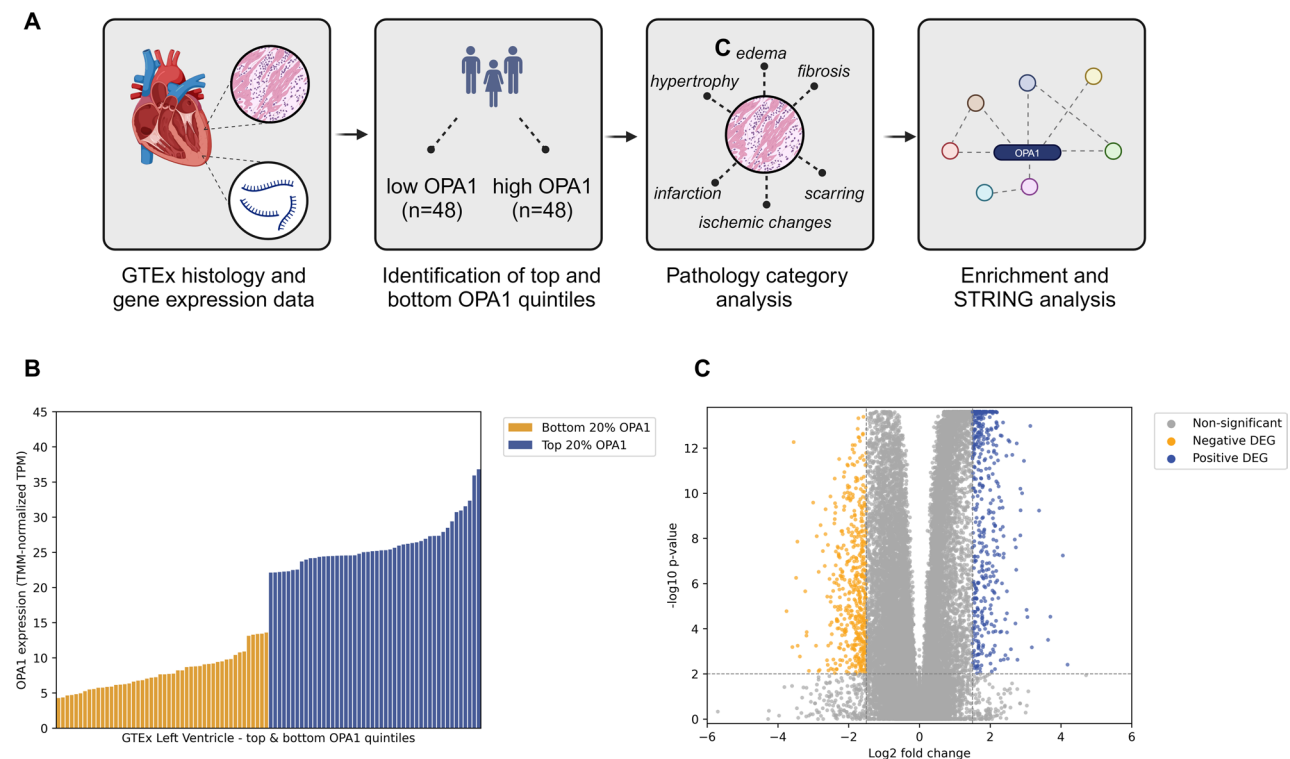 A
low OPA1
(n=48)
high OPA1
(n=48)
C
edema
hypertrophy
fibrosis
infarction
scarring
ischemic changes
OPA1
GTEx histology and
gene expression data
Identification of top and
bottom OPA1 quintiles
Pathology category
analysis
Enrichment and
STRING analysis
B
OPA1 expression (TMM-normalized TPM)
45
40
35
30
25
20
15
10
5
0
GTEx Left Ventricle - top & bottom OPA1 quintiles
Bottom 20% OPA1
Top 20% OPA1
C
-log10 p-value
12
10
8
6
4
2
0
−6
−4
−2
0
2
4
6
Log2 fold change
Non-significant
Negative DEG
Positive DEG